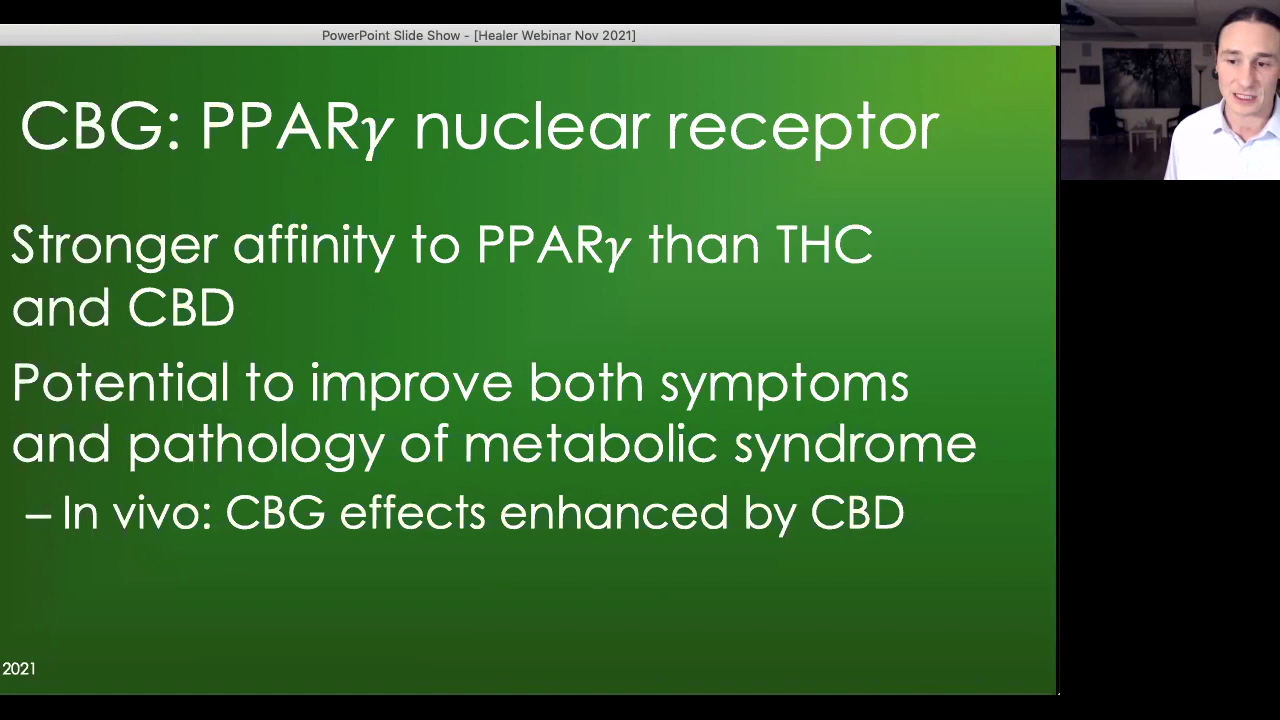 PowerPoint Slide Show - [Healer Webinar Nov 2021]
CBG: PPARγ nuclear receptor
Stronger affinity to PPARγ than THC
and CBD
Potential to improve both symptoms
and pathology of metabolic syndrome
– In vivo: CBG effects enhanced by CBD
2021